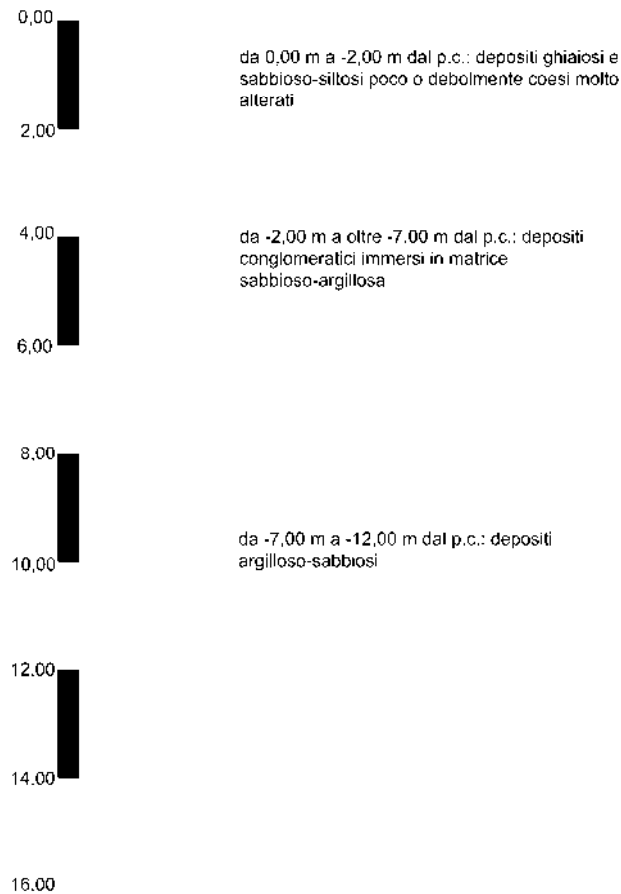 0,00
da 0,00 m a -2,00 m dal p.c.: depositi ghiaiosi e
sabbioso-siltosi poco o debolmente coesi molto
alterati
2,00
4,00
da -2,00 m a oltre -7.00 m dal p.c.: depositi
conglomeratici immersi in matrice
sabbioso-argillosa
6,00
8,00
da -7,00 m a -12,00 m dal p.c.: depositi
argilloso-sabbiosi
10,00
12.00
14.00
16.00